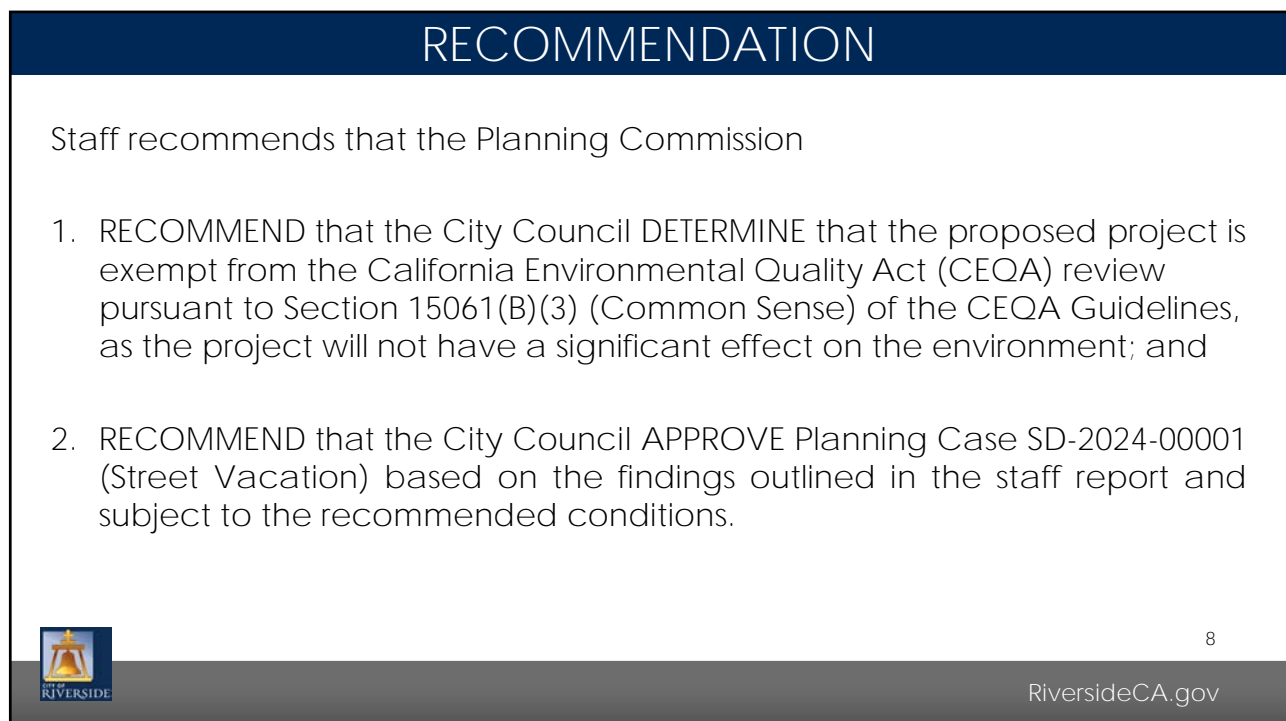 RECOMMENDATION
Staff recommends that the Planning Commission
1. RECOMMEND that the City Council DETERMINE that the proposed project is
exempt from the California Environmental Quality Act (CEQA) review
pursuant to Section 15061(B)(3) (Common Sense) of the CEQA Guidelines,
as the project will not have a significant effect on the environment; and
2. RECOMMEND that the City Council APPROVE Planning Case SD-2024-00001
(Street Vacation) based on the findings outlined in the staff report and
subject to the recommended conditions.
8
CITY OF
RIVERSIDE
RiversideCA.gov